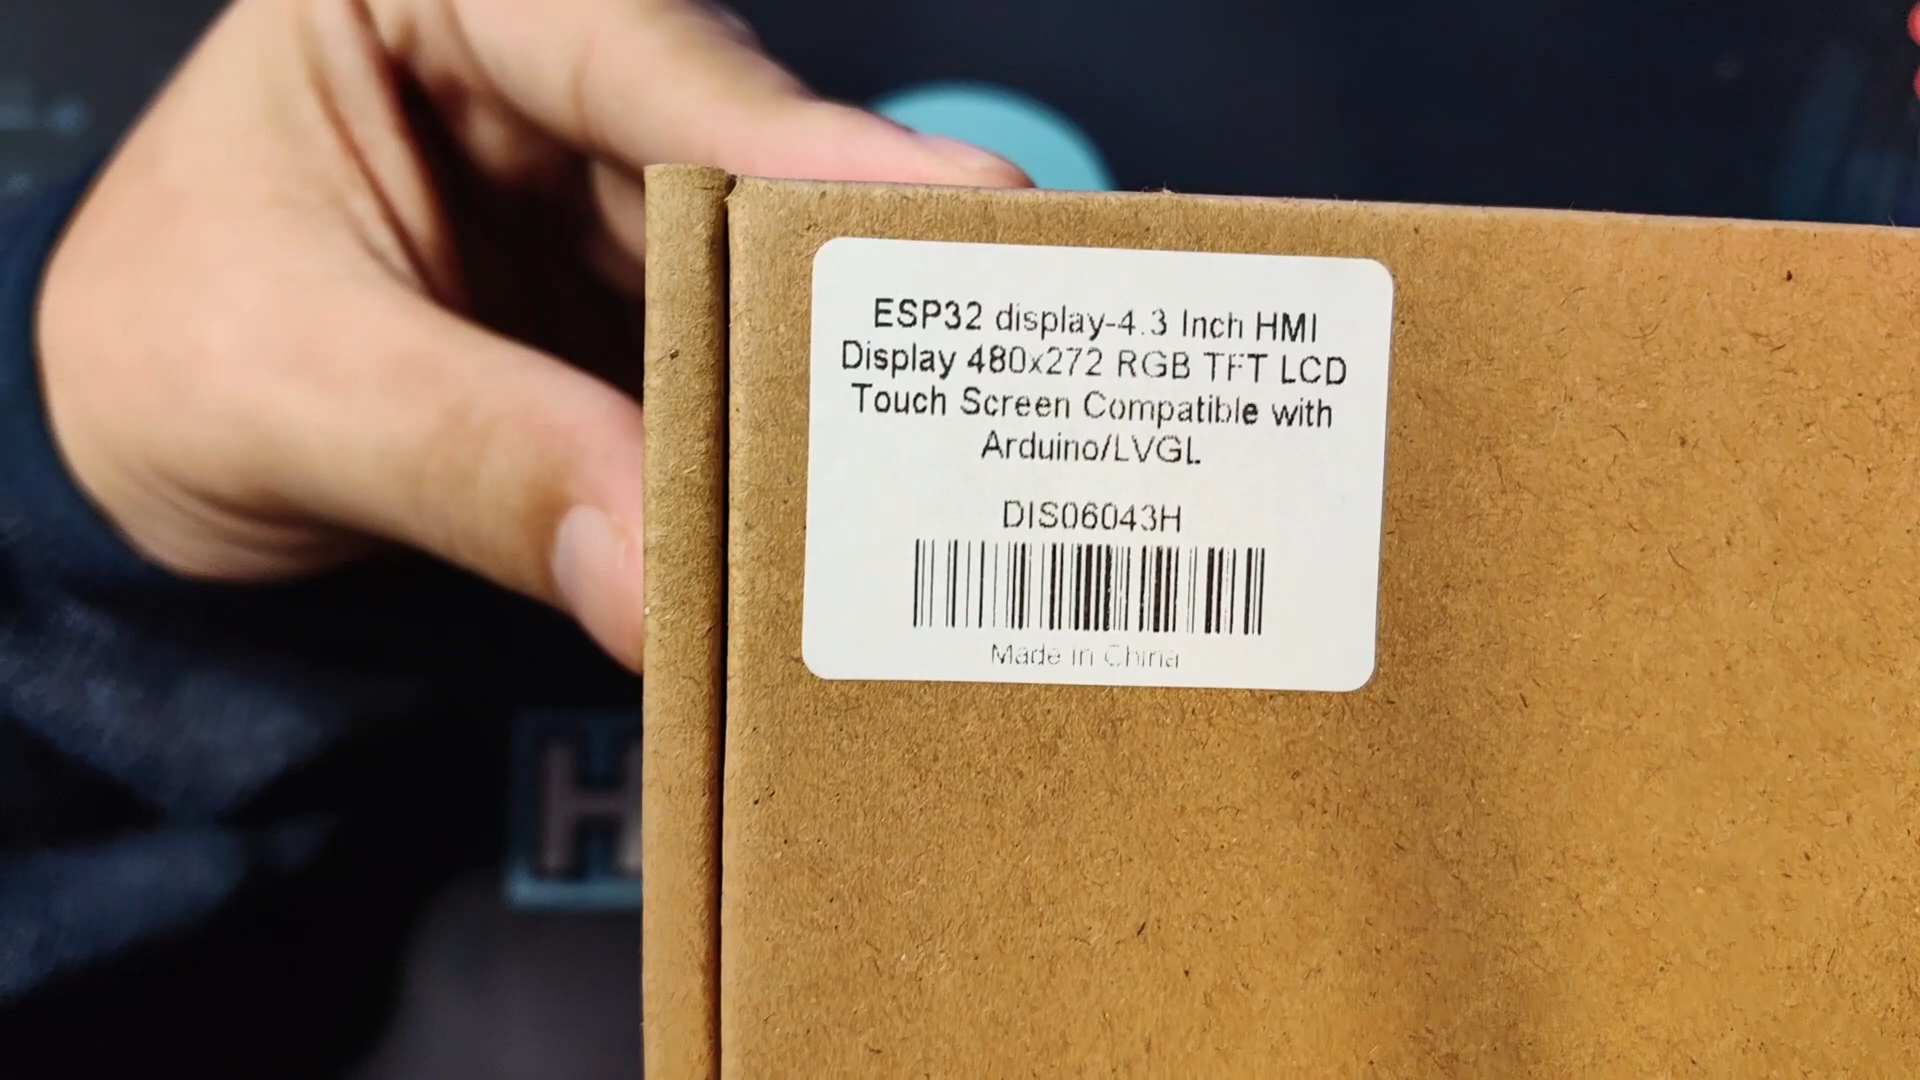 ESP32 display-4.3 Inch HMI
Display 480x272 RGB TFT LCD
Touch Screen Compatible with
Arduino/LVGL
DIS06043H
Made in China
H